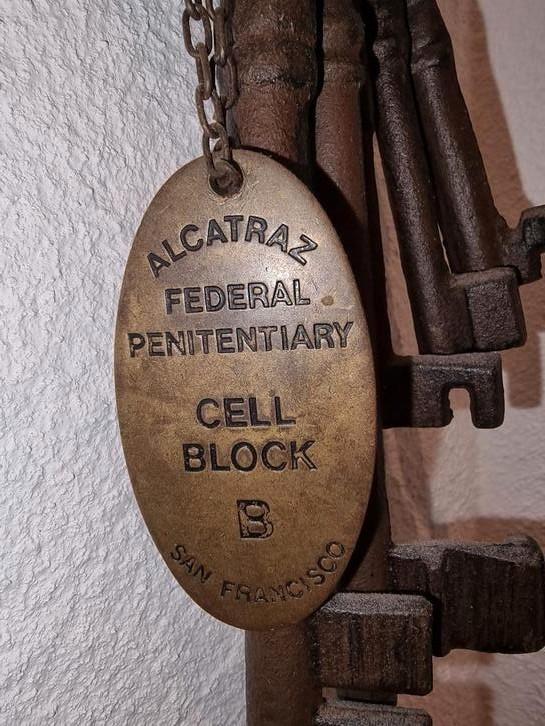 ALCATRAZ
FEDERAL
PENITENTIARY
CELL
BLOCK
B
SAN FRANCISCO